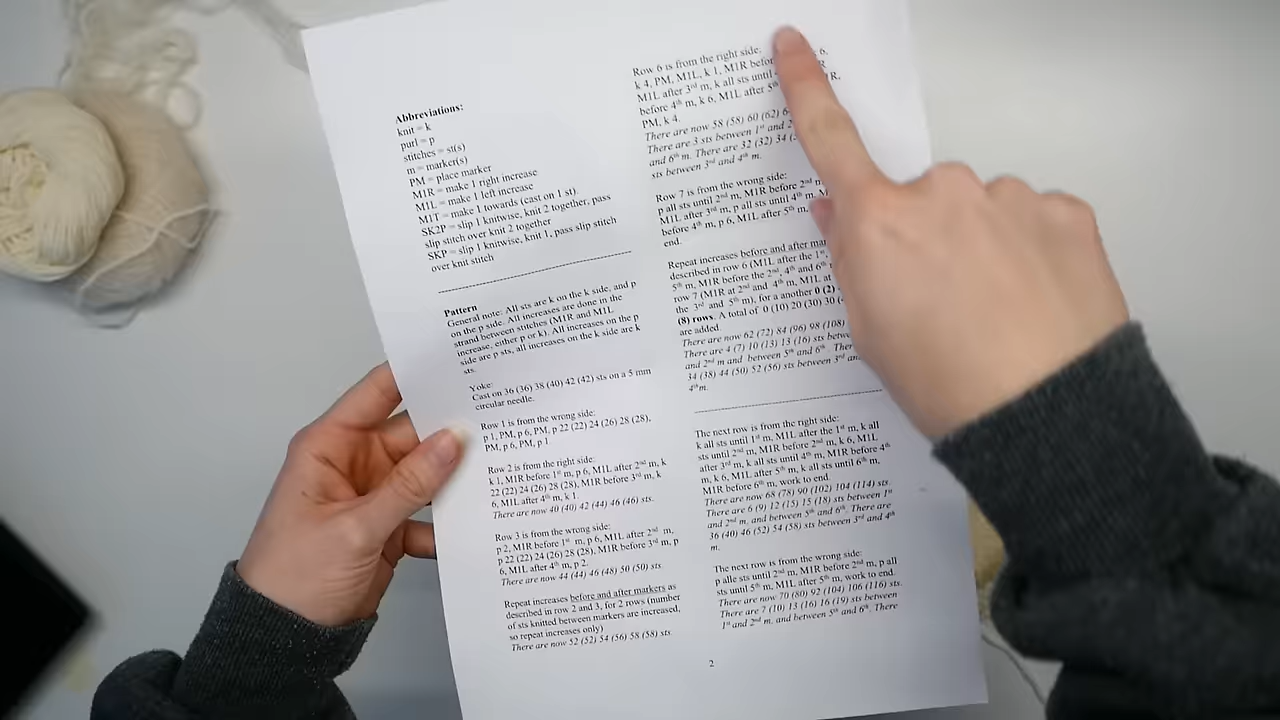 Abbreviations:
knit = k
purl = p
stitches = st(s)
m = marker(s)
PM = place marker
M1R = make 1 right increase
M1L = make 1 left increase
M1T = make 1 towards (cast on 1 st)
SK2P = slip 1 knitwise, knit 2 together, pass
slip stitch over knit 2 together
SKP = slip 1 knitwise, knit 1, pass slip stitch
over knit stitch
Pattern
General note: All sts are k on the k side, and p
on the p side. All increases are done in the
strand between stitches (M1R and M1L
increase, either p or k). All increases on the p
side are p sts, all increases on the k side are k
sts.
Yoke:
Cast on 36 (36) 38 (40) 42 (42) sts on a 5 mm
circular needle.
Row 1 is from the wrong side:
p 1, PM, p 6, PM, p 22 (22) 24 (26) 28 (28),
PM, p 6, PM, p 1
Row 2 is from the right side:
k 1, M1R before 1st m, p 6, M1L after 2nd m, k
22 (22) 24 (26) 28 (28), M1R before 3rd m, k
6, M1L after 4th m, k 1.
There are now 40 (40) 42 (44) 46 (46) sts.
Row 3 is from the wrong side:
p 2, M1R before 1st m, p 6, M1L after 2nd m,
p 22 (22) 24 (26) 28 (28), M1R before 3rd m, p
6, M1L after 4th m, p 2.
There are now 44 (44) 46 (48) 50 (50) sts.
Repeat increases before and after markers as
described in row 2 and 3, for 2 rows (number
of sts knitted between markers are increased,
so repeat increases only)
There are now 52 (52) 54 (56) 58 (58) sts.
Row 6 is from the right side:
k 4, PM, M1L, k 1, M1R 6,
M1L after 3rd m, k all sts until
before 4th m, k 6, M1L after 5th
PM, k 4.
There are now 58 (58) 60 (62)
There are 3 sts between 1st and
and 6th m. There are 32 (32) 34
sts between 3rd and 4th m.
Row 7 is from the wrong side:
p all sts until 2nd m, M1R before 2nd
M1L after 3rd m, p all sts until 4th m,
before 4th m, p 6, M1L after 5th m,
end.
Repeat increases before and after
described in row 6 (M1L after the 1st,
5th m, M1R before the 2nd, 4th and 6th
row 7 (M1R at 2nd and 4th m, M1L at
the 3rd and 5th m), for a another 0 (2)
(8) rows. A total of 0 (10) 20 (30) 30
are added.
There are now 62 (72) 84 (96) 98 (108)
There are 4 (7) 10 (13) 13 (16) sts
and 2nd m and between 5th and 6th.
34 (38) 44 (50) 52 (56) sts between 3rd
4th m.
The next row is from the right side:
k all sts until 1st m, M1L after the 1st m, k all
sts until 2nd m, M1R before 2nd m, k 6, M1L
after 3rd m, k all sts until 4th m, M1R before 4th
m, k 6, M1L after 5th m, k all sts until 6th m,
M1R before 6th m, work to end.
There are now 68 (78) 90 (102) 104 (114) sts.
There are 6 (9) 12 (15) 15 (18) sts between 1st
and 2nd m. and between 5th and 6th. There are
36 (40) 46 (52) 54 (58) sts between 3rd and 4th
m.
The next row is from the wrong side:
p alle sts until 2nd m, M1R before 2nd m, p all
sts until 5th m, M1L after 5th m, work to end.
There are now 70 (80) 92 (104) 106 (116) sts.
There are 7 (10) 13 (16) 16 (19) sts between
1st and 2nd m. and between 5th and 6th. There
2